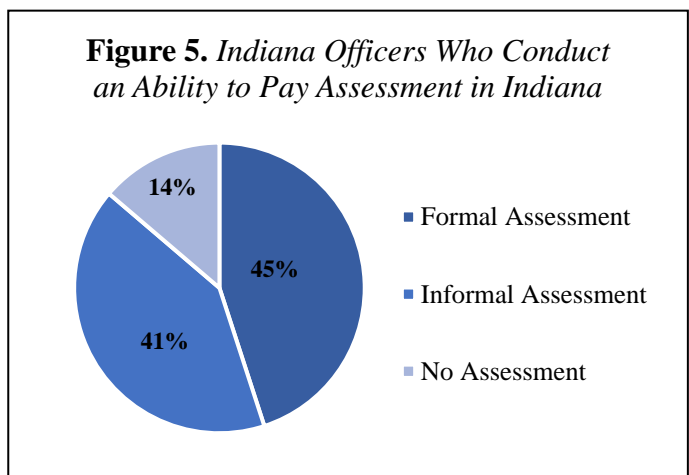 Figure 5. Indiana Officers Who Conduct
an Ability to Pay Assessment in Indiana
14%
45%
41%
Formal Assessment
Informal Assessment
No Assessment